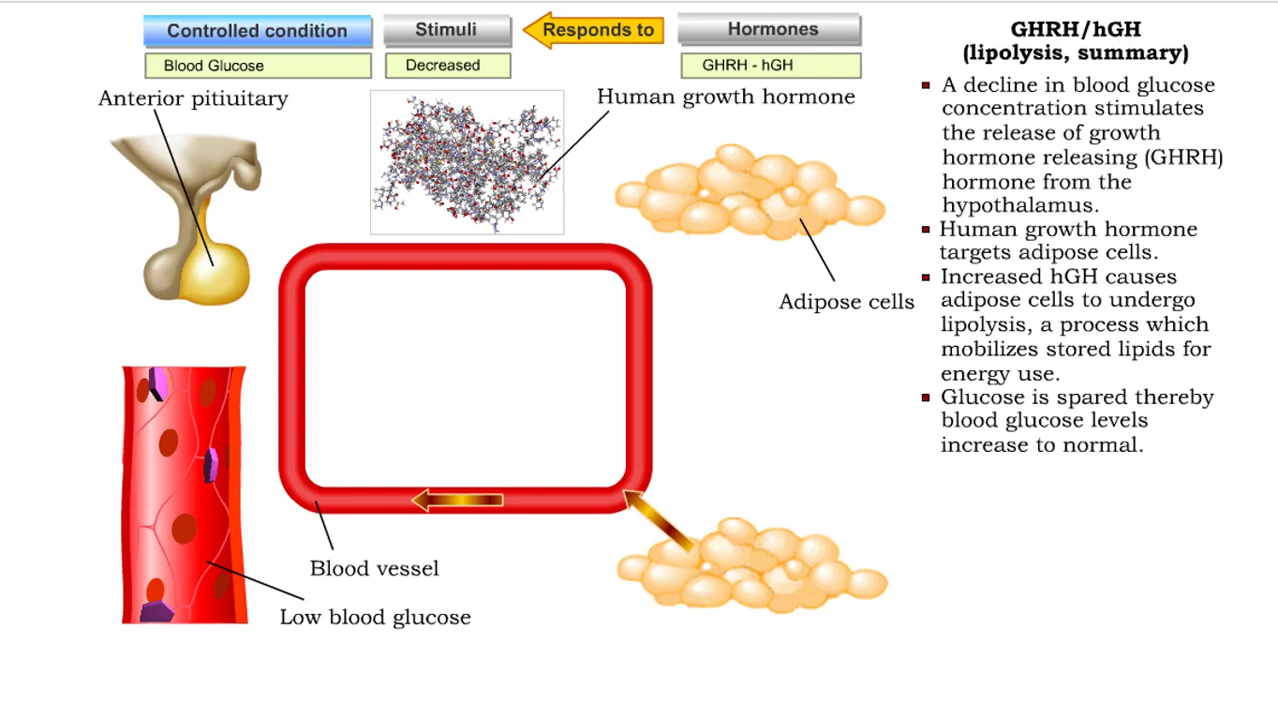 Controlled condition
Stimuli
Responds to
Hormones
Blood Glucose
Decreased
GHRH - hGH
Anterior pitiuitary
Human growth hormone
Adipose cells
Blood vessel
Low blood glucose
GHRH/hGH
(lipolysis, summary)
A decline in blood glucose
concentration stimulates
the release of growth
hormone releasing (GHRH)
hormone from the
hypothalamus.
Human growth hormone
targets adipose cells.
Increased hGH causes
adipose cells to undergo
lipolysis, a process which
mobilizes stored lipids for
energy use.
Glucose is spared thereby
blood glucose levels
increase to normal.